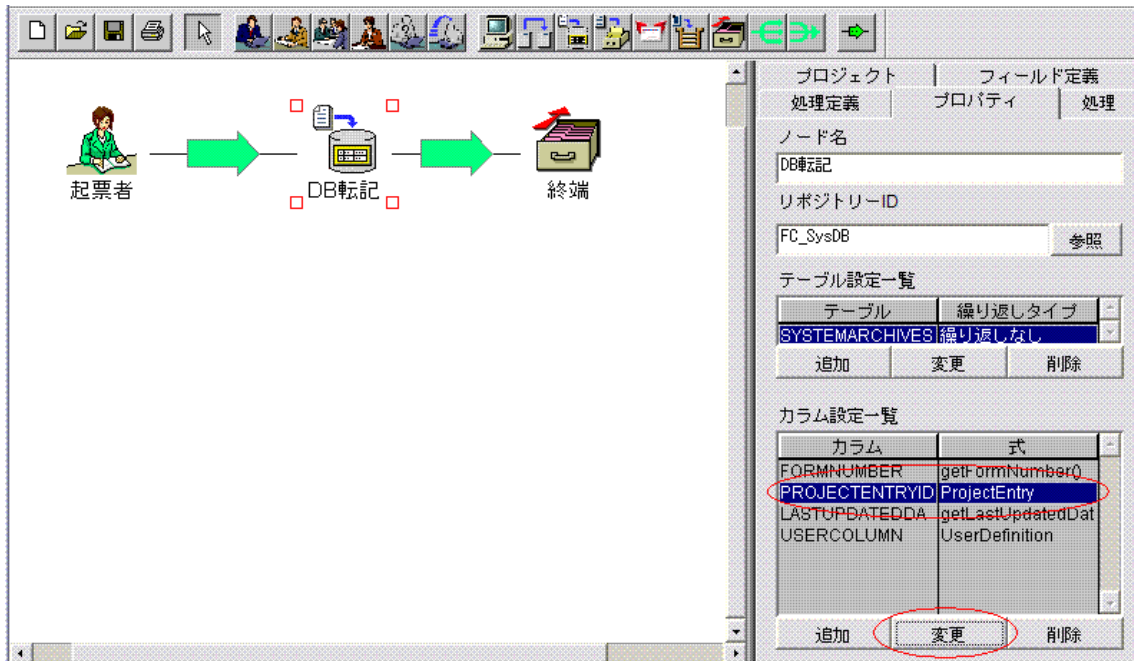 起票者
DB転記
終端
プロジェクト
フィールド定義
処理定義
プロパティ
処理
ノード名
DB転記
リポジトリーID
FC_SysDB
参照
テーブル設定一覧
テーブル
繰り返しタイプ
SYSTEMARCHIVES
繰り返しなし
追加
変更
削除
カラム設定一覧
カラム
式
FORMNUMBER
getFormNumber()
PROJECTENTRYID
ProjectEntry
LASTUPDATEDDA
getLastUpdatedDat
USERCOLUMN
UserDefinition
追加
変更
削除